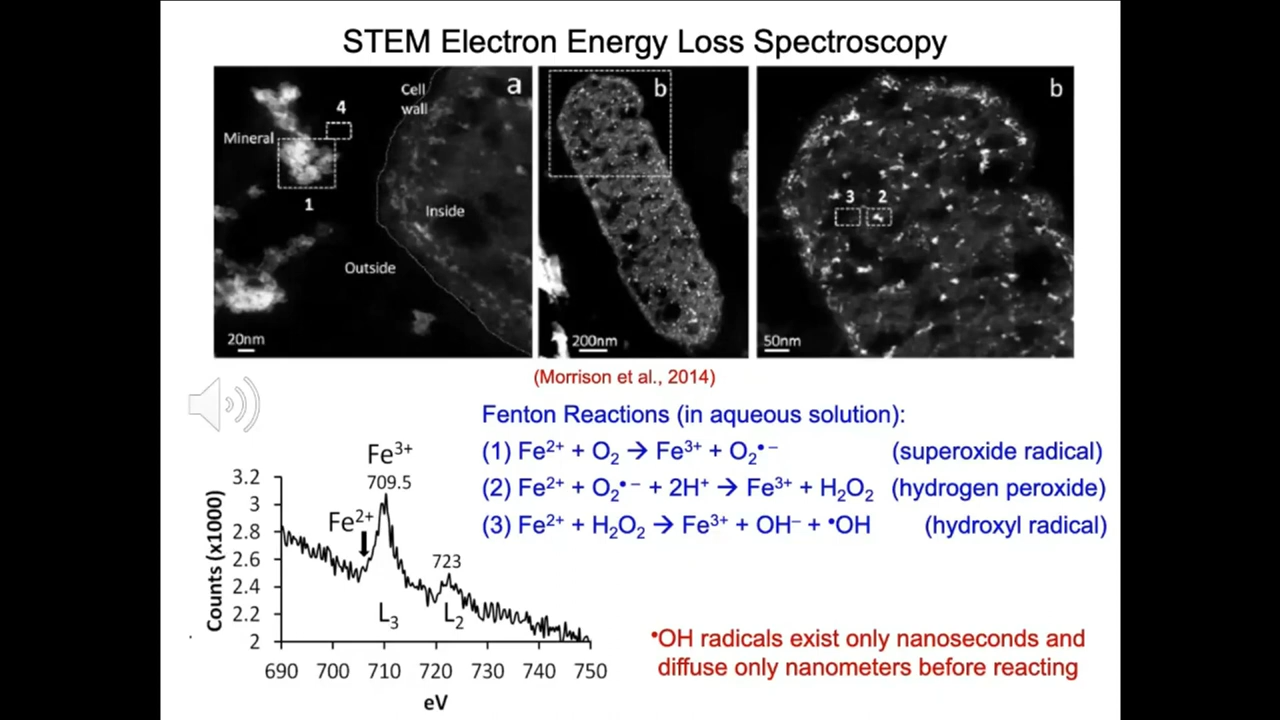 STEM Electron Energy Loss Spectroscopy
a
Cell
wall
4
Mineral
1
Inside
Outside
20nm
b
200nm
b
3 2
50nm
(Morrison et al., 2014)
Fenton Reactions (in aqueous solution):
(1) Fe²⁺ + O₂ → Fe³⁺ + O₂•⁻ (superoxide radical)
(2) Fe²⁺ + O₂•⁻ + 2H⁺ → Fe³⁺ + H₂O₂ (hydrogen peroxide)
(3) Fe²⁺ + H₂O₂ → Fe³⁺ + OH⁻ + •OH (hydroxyl radical)
Fe³⁺
709.5
Fe²⁺
723
L₃ L₂
Counts (x1000)
3.2
3
2.8
2.6
2.4
2.2
2
690 700 710 720 730 740 750
eV
•OH radicals exist only nanoseconds and
diffuse only nanometers before reacting